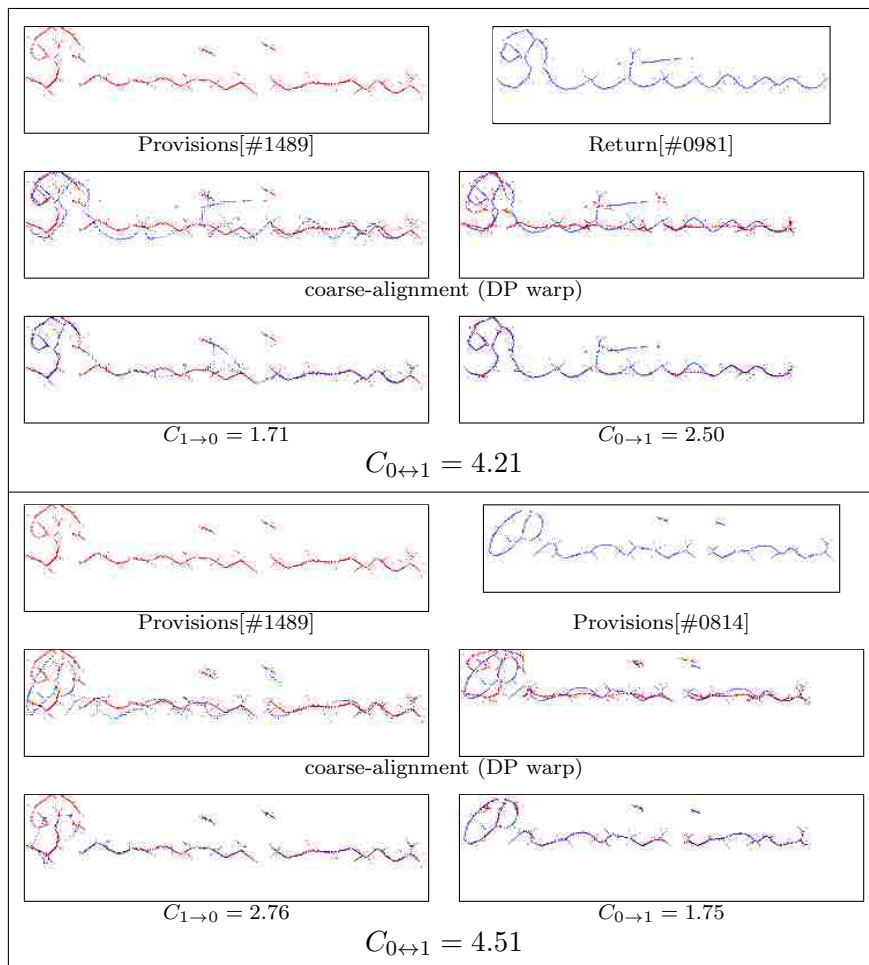 Provisions[#1489] Return[#0981]
coarse-alignment (DP warp)
C₁→₀ = 1.71 C₀→₁ = 2.50
C₀↔₁ = 4.21
Provisions[#1489] Provisions[#0814]
coarse-alignment (DP warp)
C₁→₀ = 2.76 C₀→₁ = 1.75
C₀↔₁ = 4.51